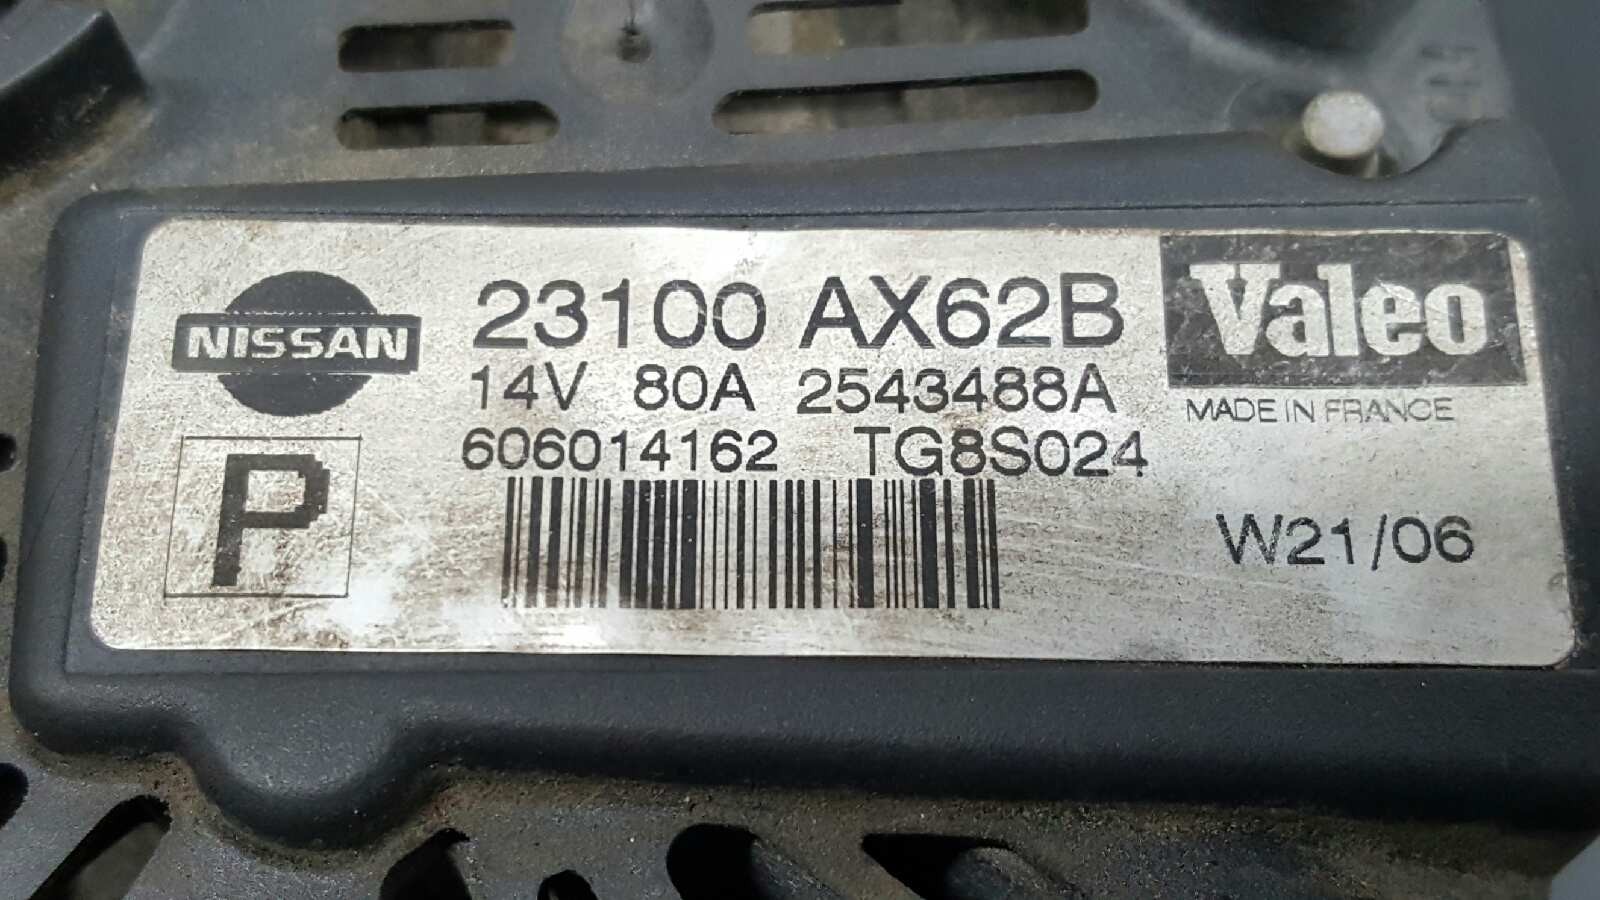 NISSAN
23100 AX62B
Valeo
14V 80A 2543488A
MADE IN FRANCE
606014162 TG8S024
P
W21/06